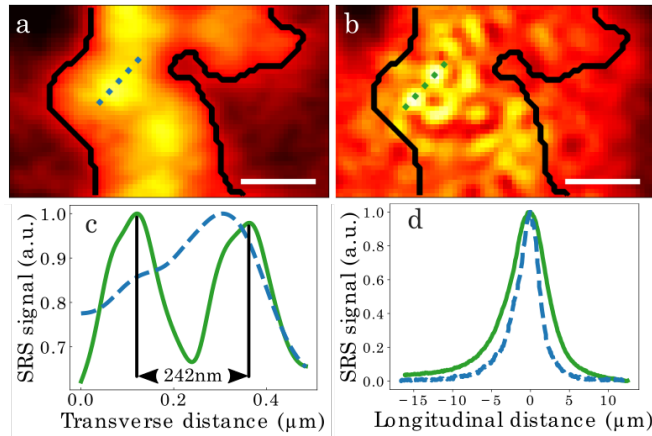 a
b
c
d
SRS signal (a.u.)
1.0
0.9
0.8
0.7
242nm
0.0
0.2
0.4
Transverse distance (µm)
SRS signal (a.u.)
1.0
0.8
0.6
0.4
0.2
0.0
−15
−10
−5
0
5
10
Longitudinal distance (µm)